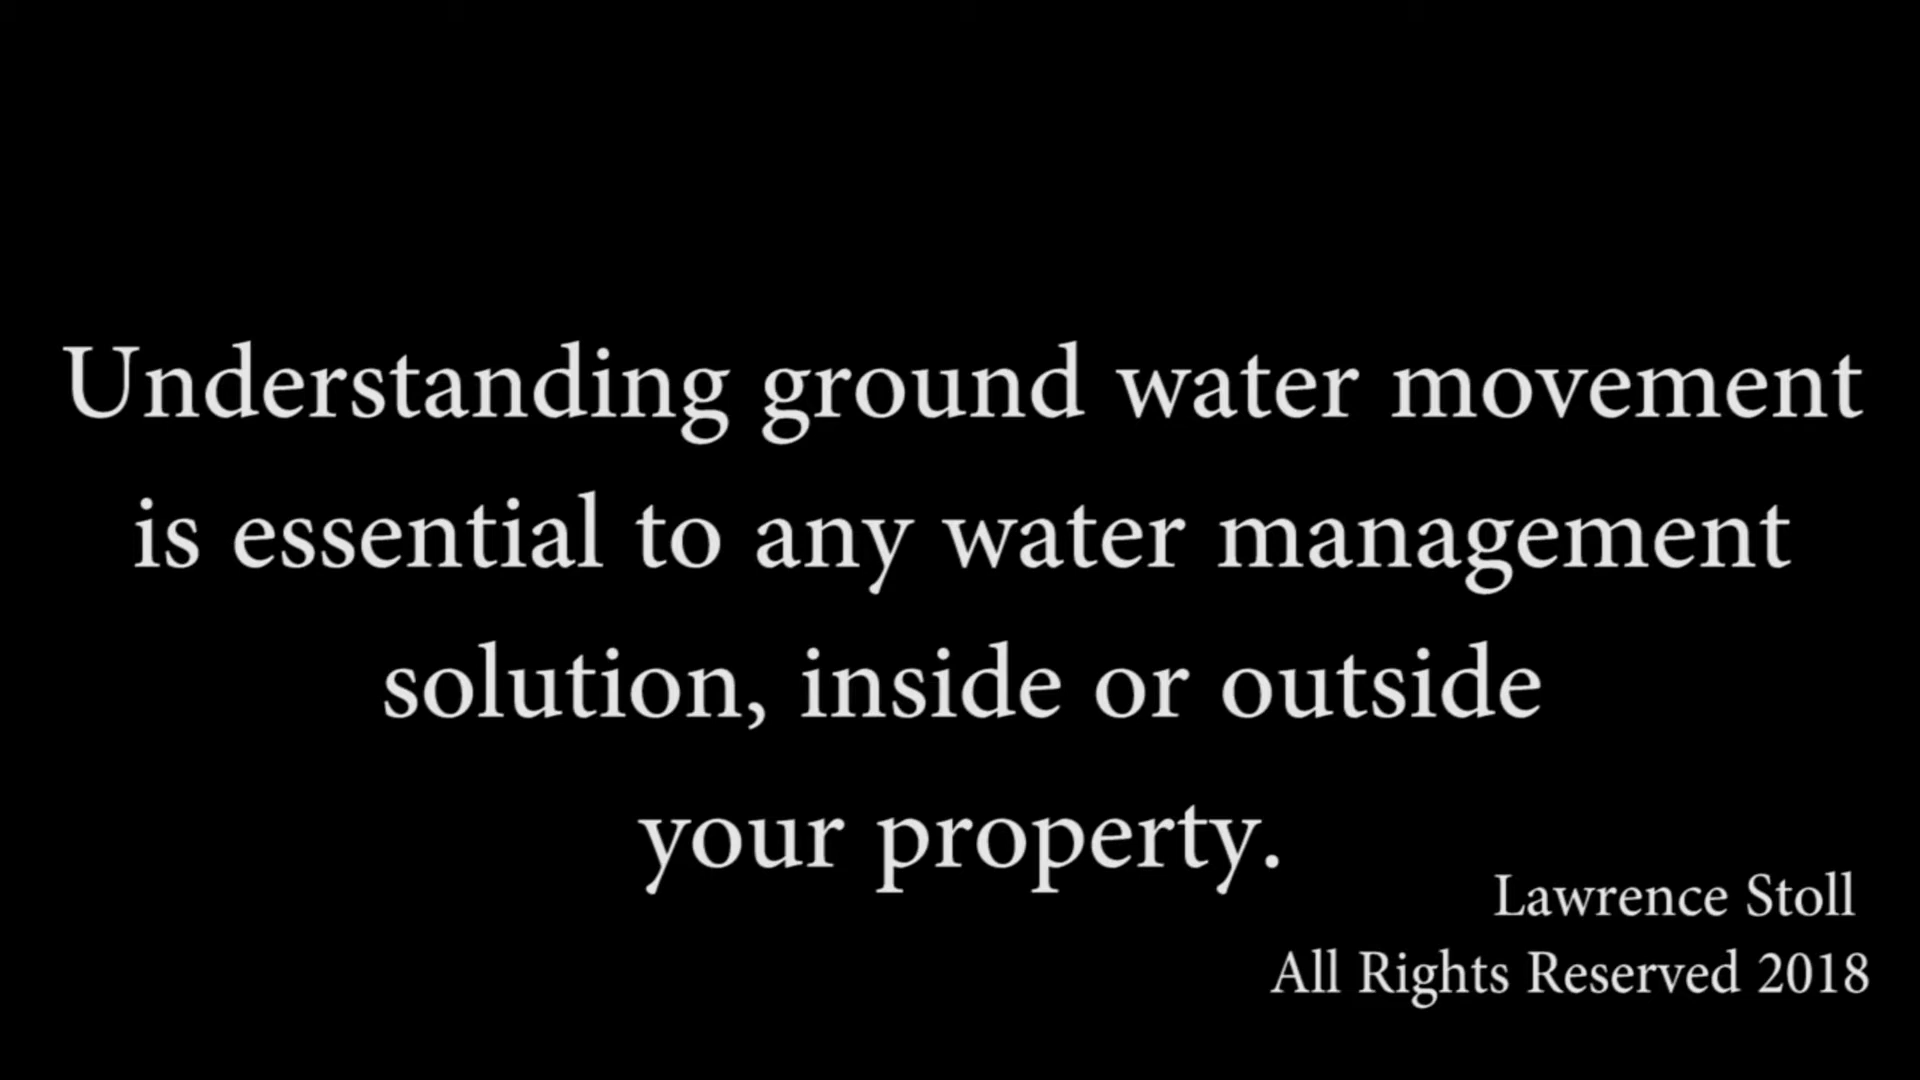 Understanding ground water movement
is essential to any water management
solution, inside or outside
your property.
Lawrence Stoll
All Rights Reserved 2018